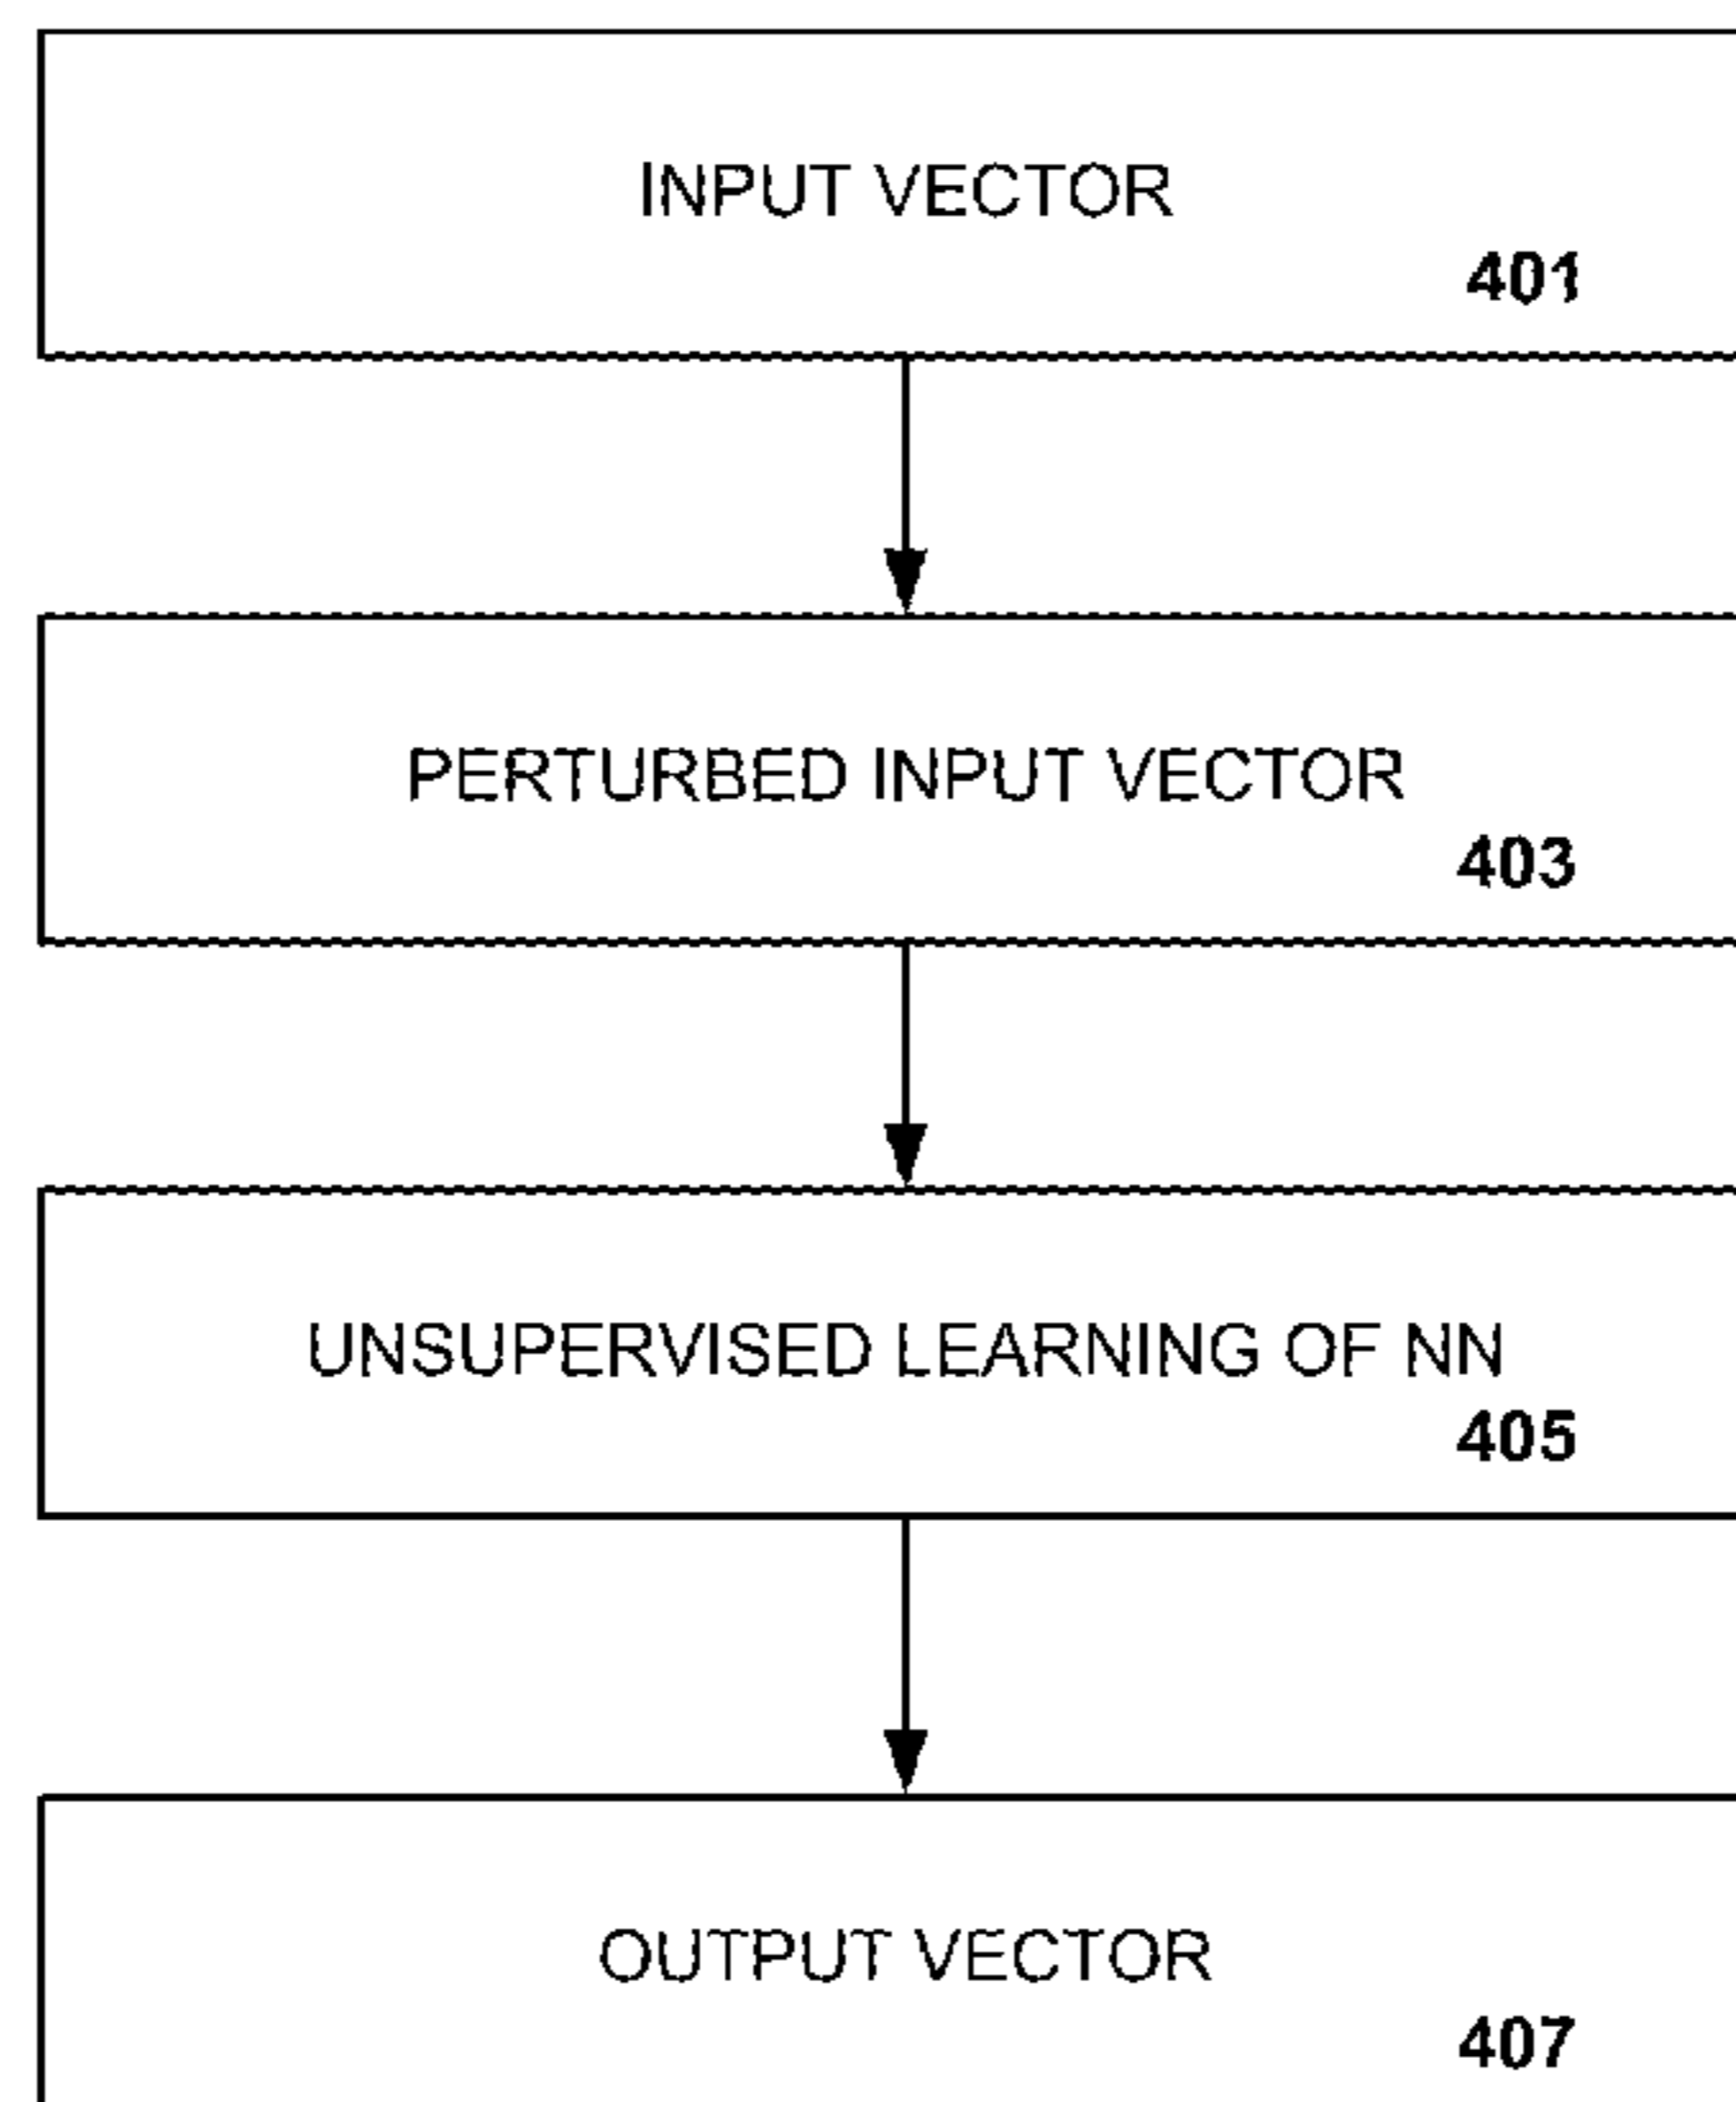 INPUT VECTOR
401
PERTURBED INPUT VECTOR
403
UNSUPERVISED LEARNING OF NN
405
OUTPUT VECTOR
407